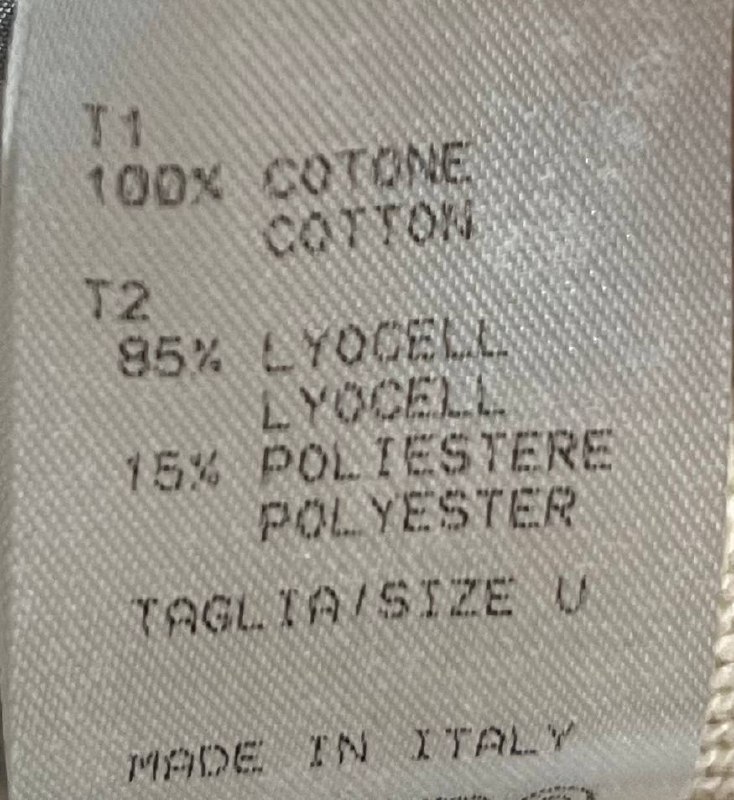 T1
100% COTONE
COTTON
T2
85% LYOCELL
LYOCELL
15% POLIESTERE
POLYESTER
TAGLIA/SIZE U
MADE IN ITALY